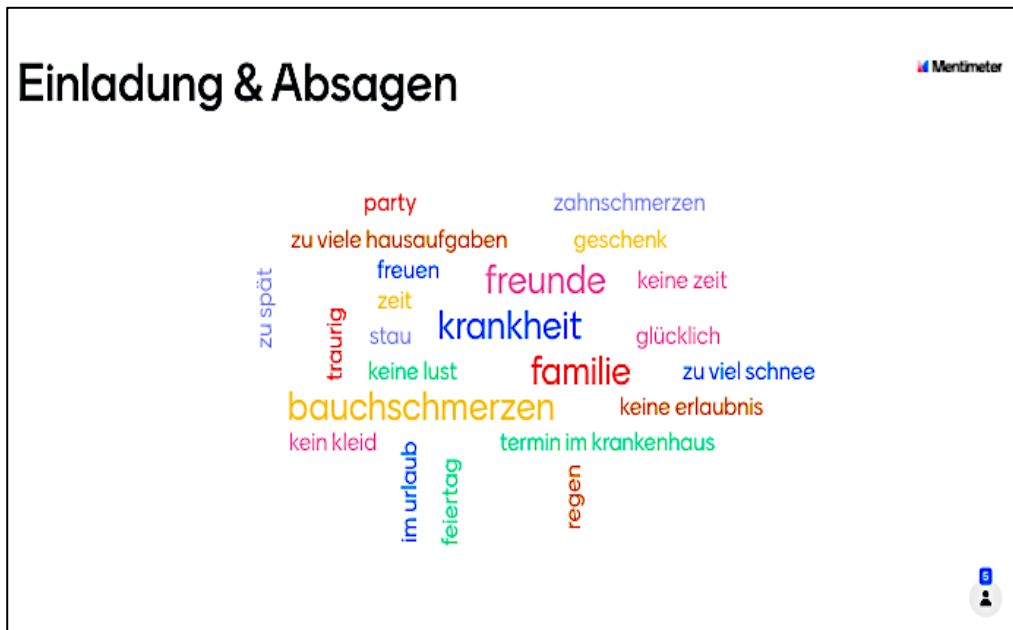 Einladung & Absagen
Mentimeter
party
zahnschmerzen
zu viele hausaufgaben
geschenk
zu spät
freuen
freunde
keine zeit
zeit
traurig
stau
krankheit
glücklich
keine lust
familie
zu viel schnee
bauchschmerzen
keine erlaubnis
kein kleid
im urlaub
feiertag
termin im krankenhaus
regen
5